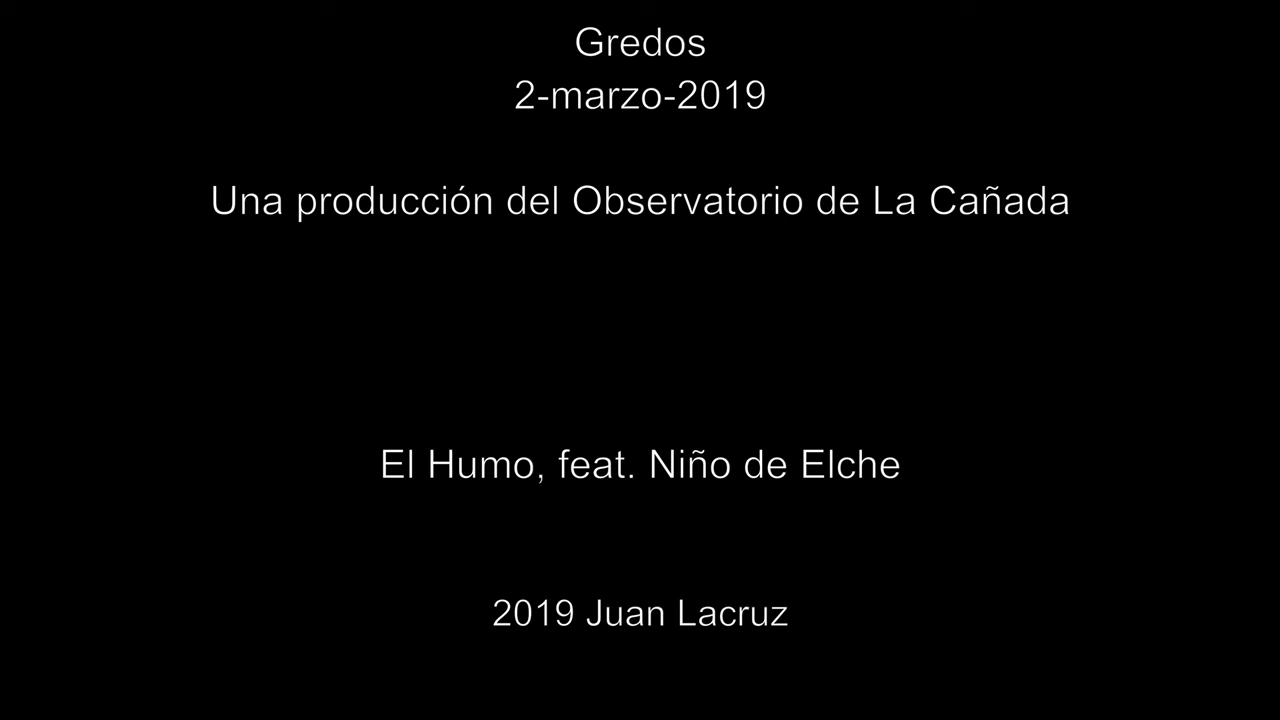 Gredos
2-marzo-2019
Una producción del Observatorio de La Cañada
El Humo, feat. Niño de Elche
2019 Juan Lacruz